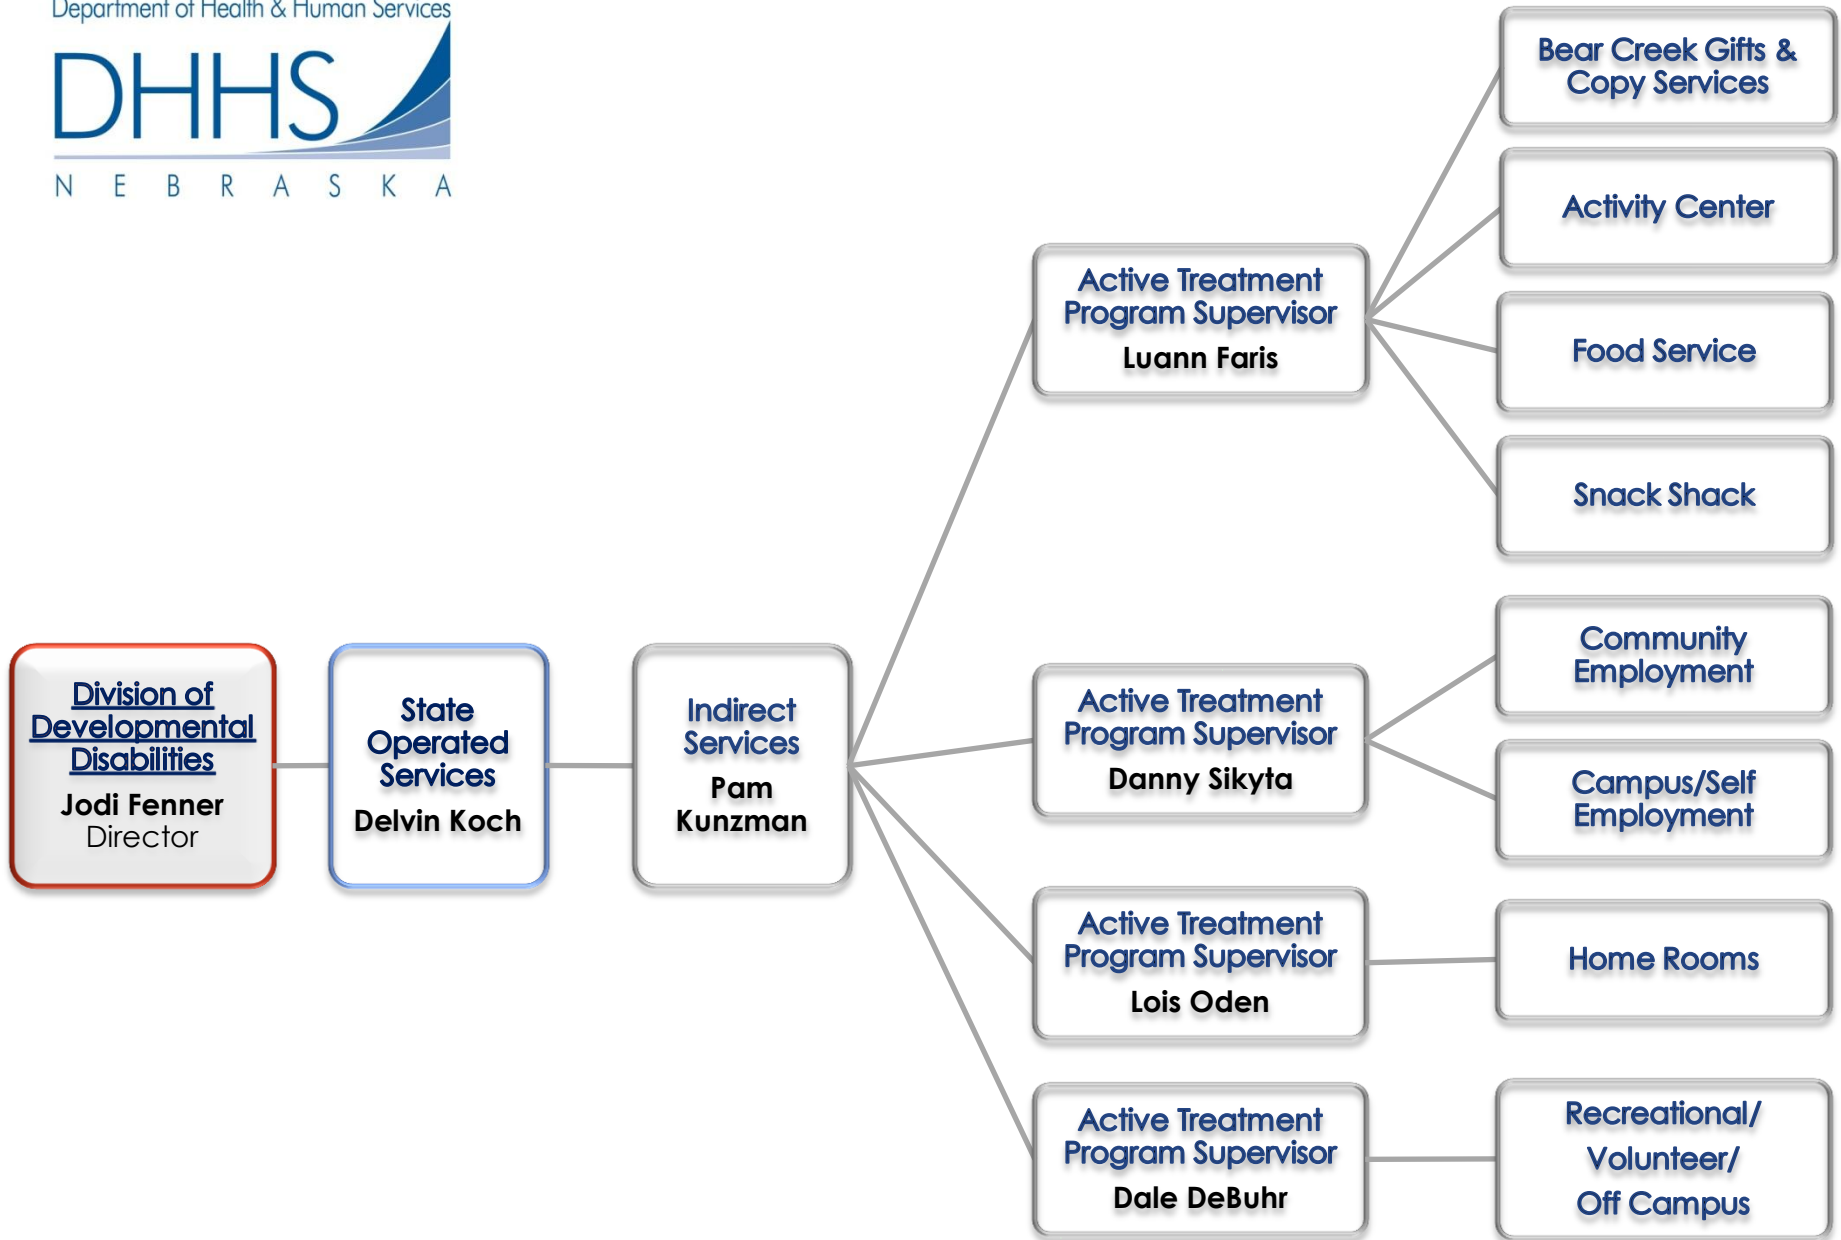 Department of Health & Human Services
DHHS
NEBRASKA
Division of
Developmental
Disabilities
Jodi Fenner
Director
State
Operated
Services
Delvin Koch
Indirect
Services
Pam
Kunzman
Active Treatment
Program Supervisor
Luann Faris
Bear Creek Gifts &
Copy Services
Activity Center
Food Service
Snack Shack
Active Treatment
Program Supervisor
Danny Sikyta
Community
Employment
Campus/Self
Employment
Active Treatment
Program Supervisor
Lois Oden
Home Rooms
Active Treatment
Program Supervisor
Dale DeBuhr
Recreational/
Volunteer/
Off Campus